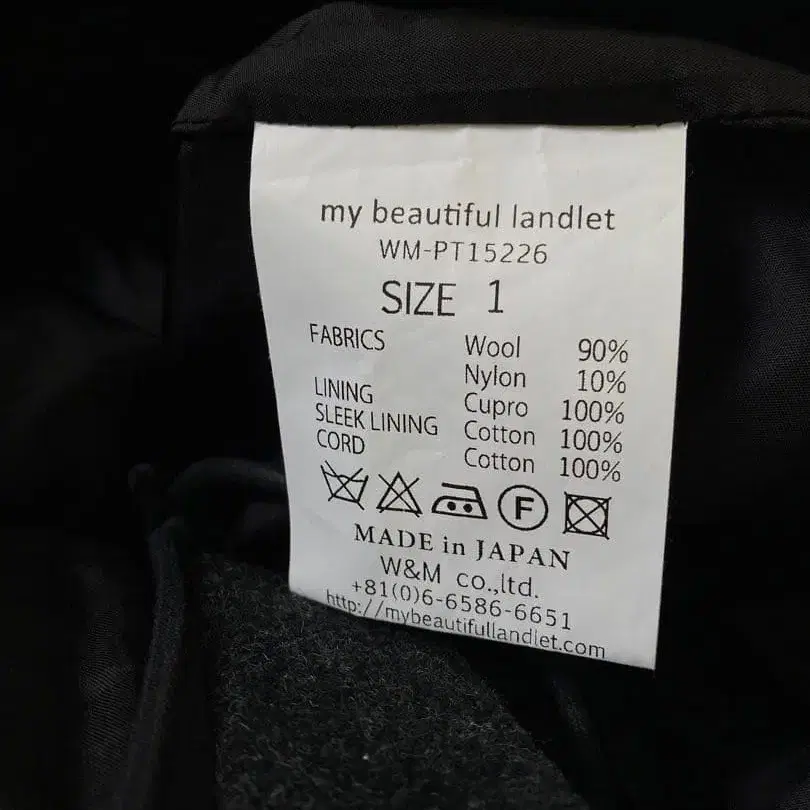 my beautiful landlet
WM-PT15226
SIZE 1
FABRICS Wool 90%
Nylon 10%
LINING Cupro 100%
SLEEK LINING Cotton 100%
CORD Cotton 100%
F
MADE in JAPAN
W&M co.,ltd.
+81(0)6-6586-6651
http://mybeautifullandlet.com